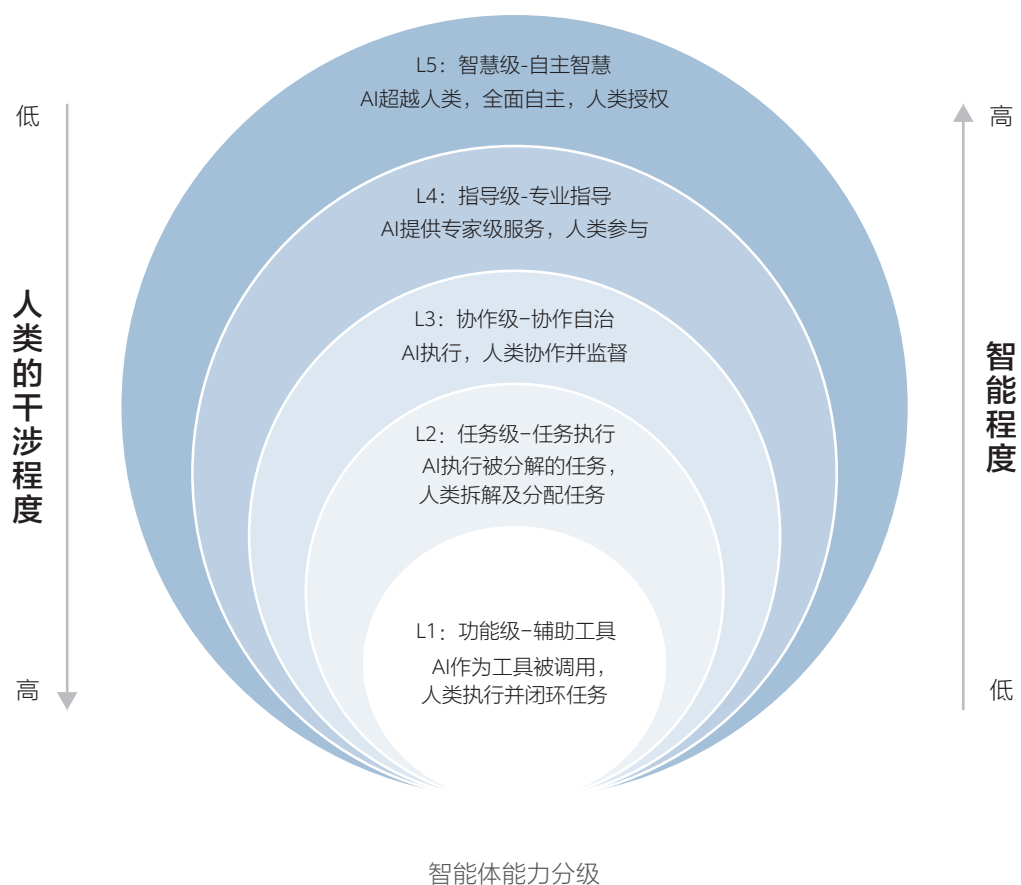 L5：智慧级-自主智慧
AI超越人类，全面自主，人类授权
低
高
L4：指导级-专业指导
AI提供专家级服务，人类参与
人类的干涉程度
L3：协作级-协作自治
AI执行，人类协作并监督
智能程度
L2：任务级-任务执行
AI执行被分解的任务，
人类拆解及分配任务
L1：功能级-辅助工具
AI作为工具被调用，
人类执行并闭环任务
高
低
智能体能力分级